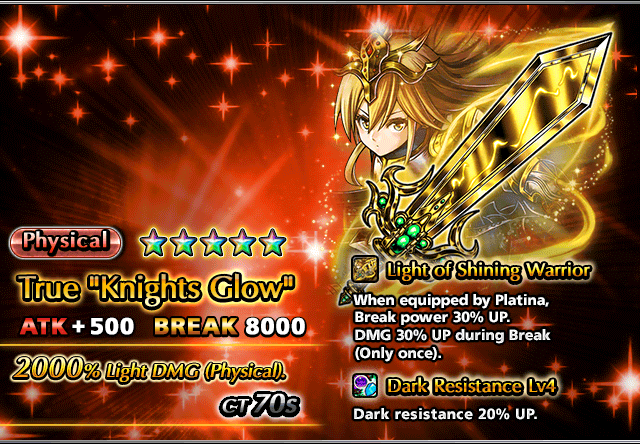 Physical
True "Knights Glow"
ATK + 500 BREAK 8000
2000% Light DMG (Physical).
CT 70s
Light of Shining Warrior
When equipped by Platina,
Break power 30% UP.
DMG 30% UP during Break
(Only once).
Dark Resistance Lv4
Dark resistance 20% UP.